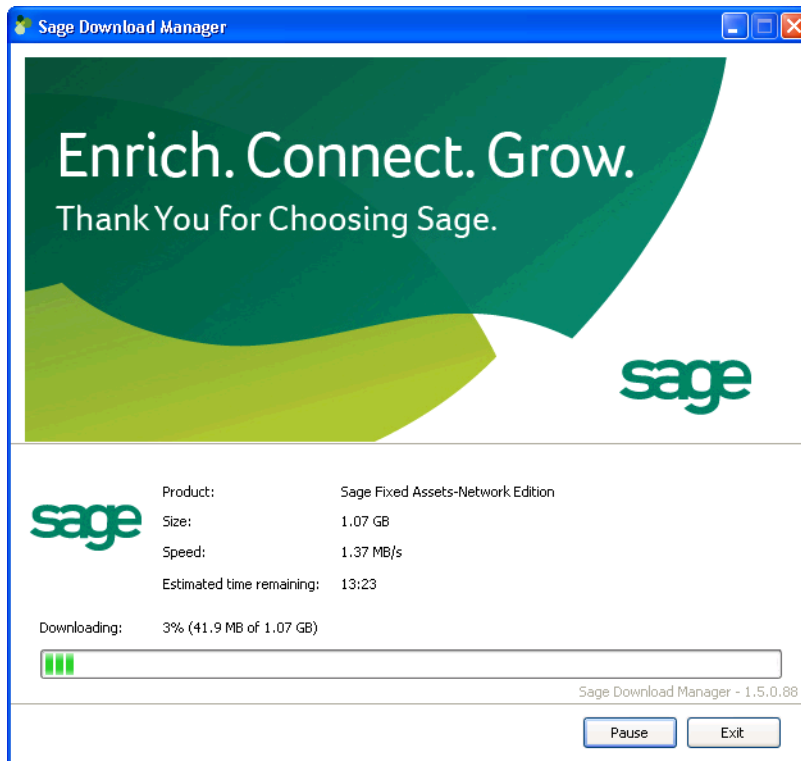 Sage Download Manager
Enrich. Connect. Grow.
Thank You for Choosing Sage.
sage
sage
Product: Sage Fixed Assets-Network Edition
Size: 1.07 GB
Speed: 1.37 MB/s
Estimated time remaining: 13:23
Downloading: 3% (41.9 MB of 1.07 GB)
Sage Download Manager - 1.5.0.88
Pause Exit